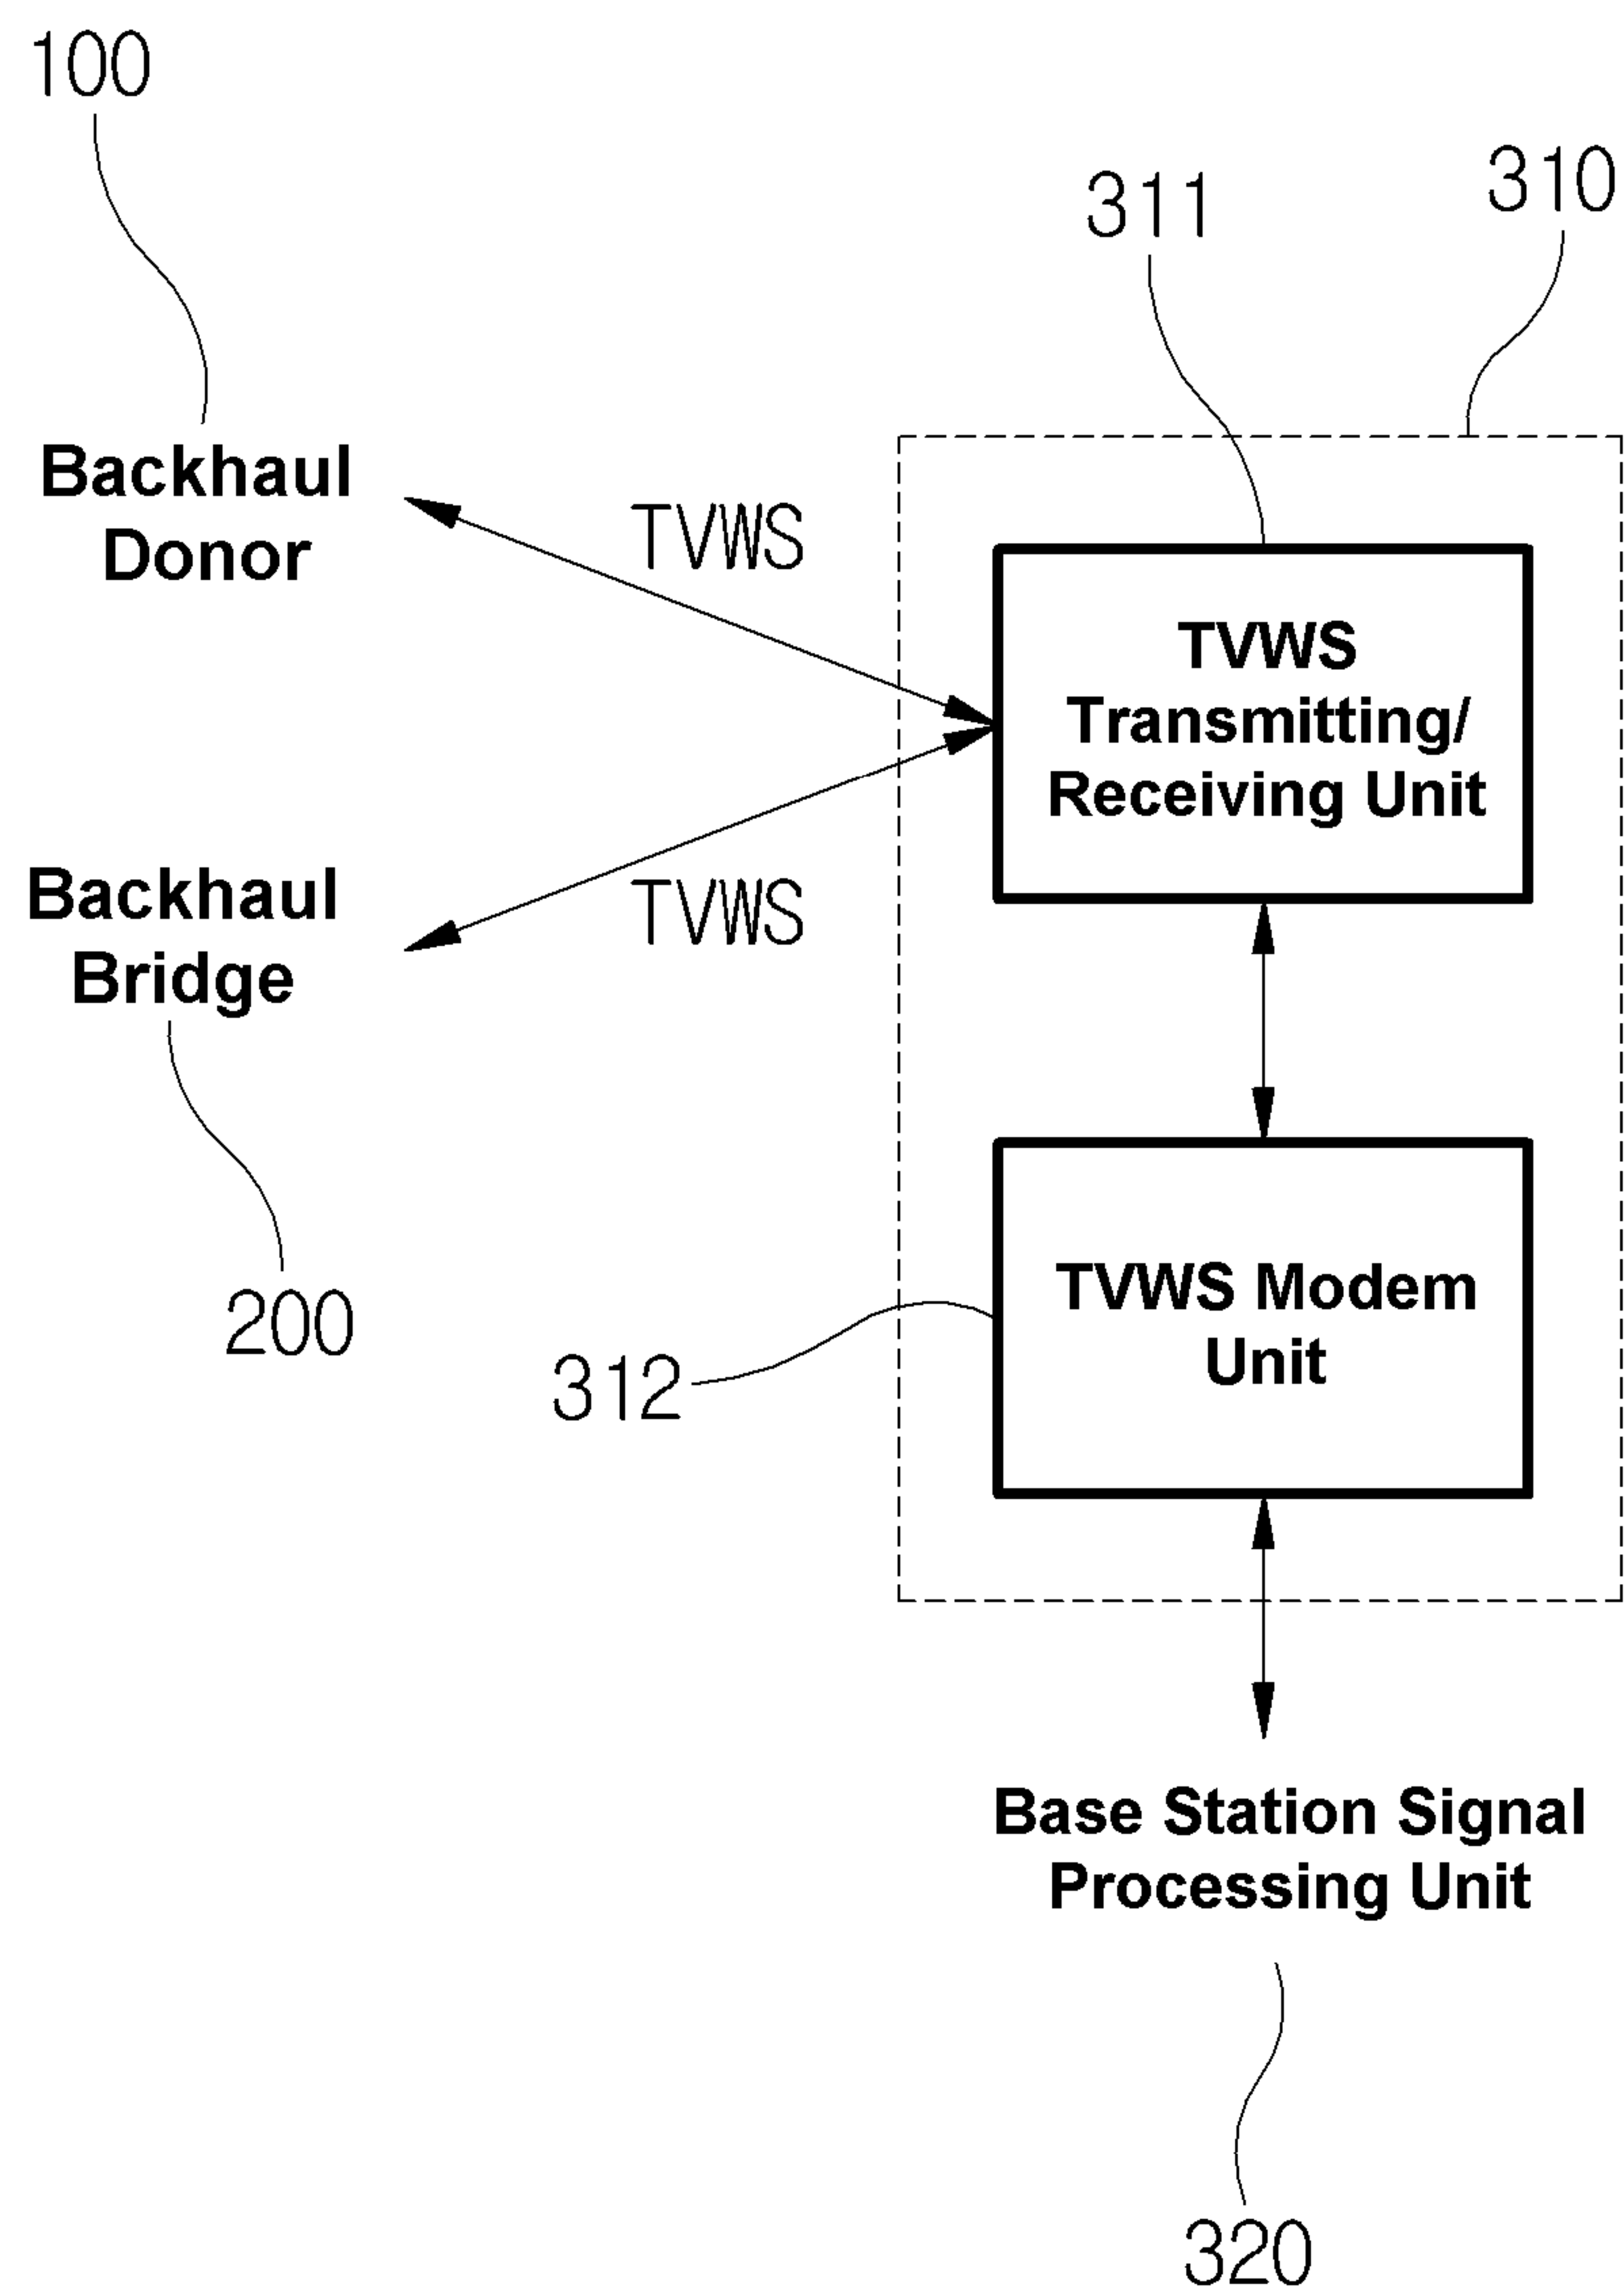 100
310
311
Backhaul
Donor
TVWS
TVWS
Transmitting/
Receiving Unit
Backhaul
Bridge
TVWS
200
TVWS Modem
Unit
312
Base Station Signal
Processing Unit
320